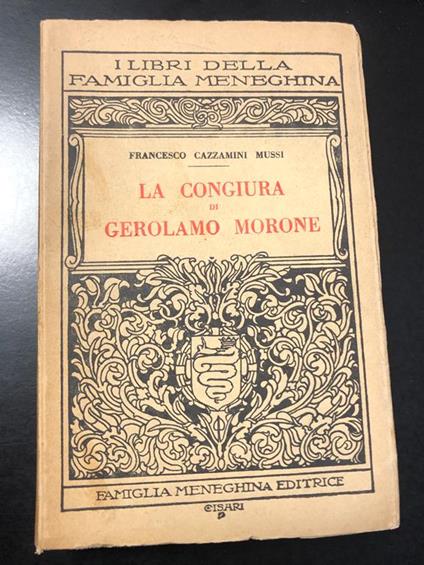 I LIBRI DELLA
FAMIGLIA MENEGHINA
FRANCESCO CAZZAMINI MUSSI
LA CONGIURA
DI
GEROLAMO MORONE
FAMIGLIA MENEGHINA EDITRICE
CISARI